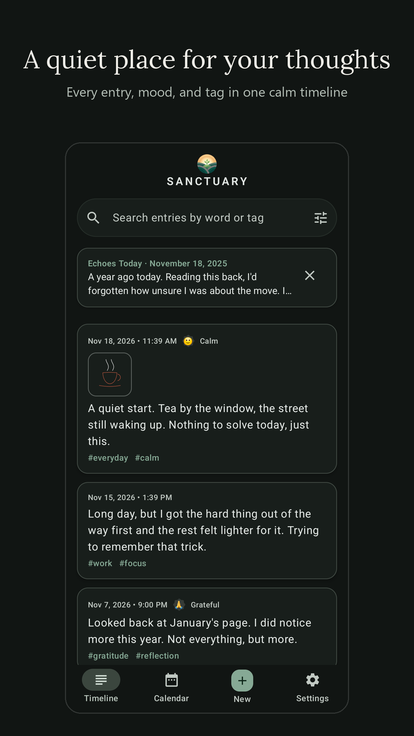 A quiet place for your thoughts
Every entry, mood, and tag in one calm timeline
SANCTUARY
Search entries by word or tag
Echoes Today · November 18, 2025
A year ago today. Reading this back, I'd
forgotten how unsure I was about the move. I...
Nov 18, 2026 • 11:39 AM Calm
A quiet start. Tea by the window, the street
still waking up. Nothing to solve today, just
this.
#everyday #calm
Nov 15, 2026 • 1:39 PM
Long day, but I got the hard thing out of the
way first and the rest felt lighter for it. Trying
to remember that trick.
#work #focus
Nov 7, 2026 • 9:00 PM Grateful
Looked back at January's page. I did notice
more this year. Not everything, but more.
#gratitude #reflection
Timeline Calendar New Settings